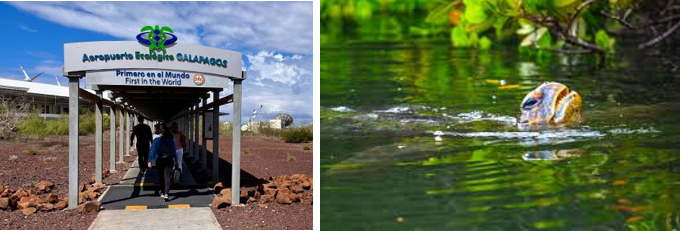 Aeropuerto Ecológico GALAPAGOS
Primero en el Mundo
First in the World